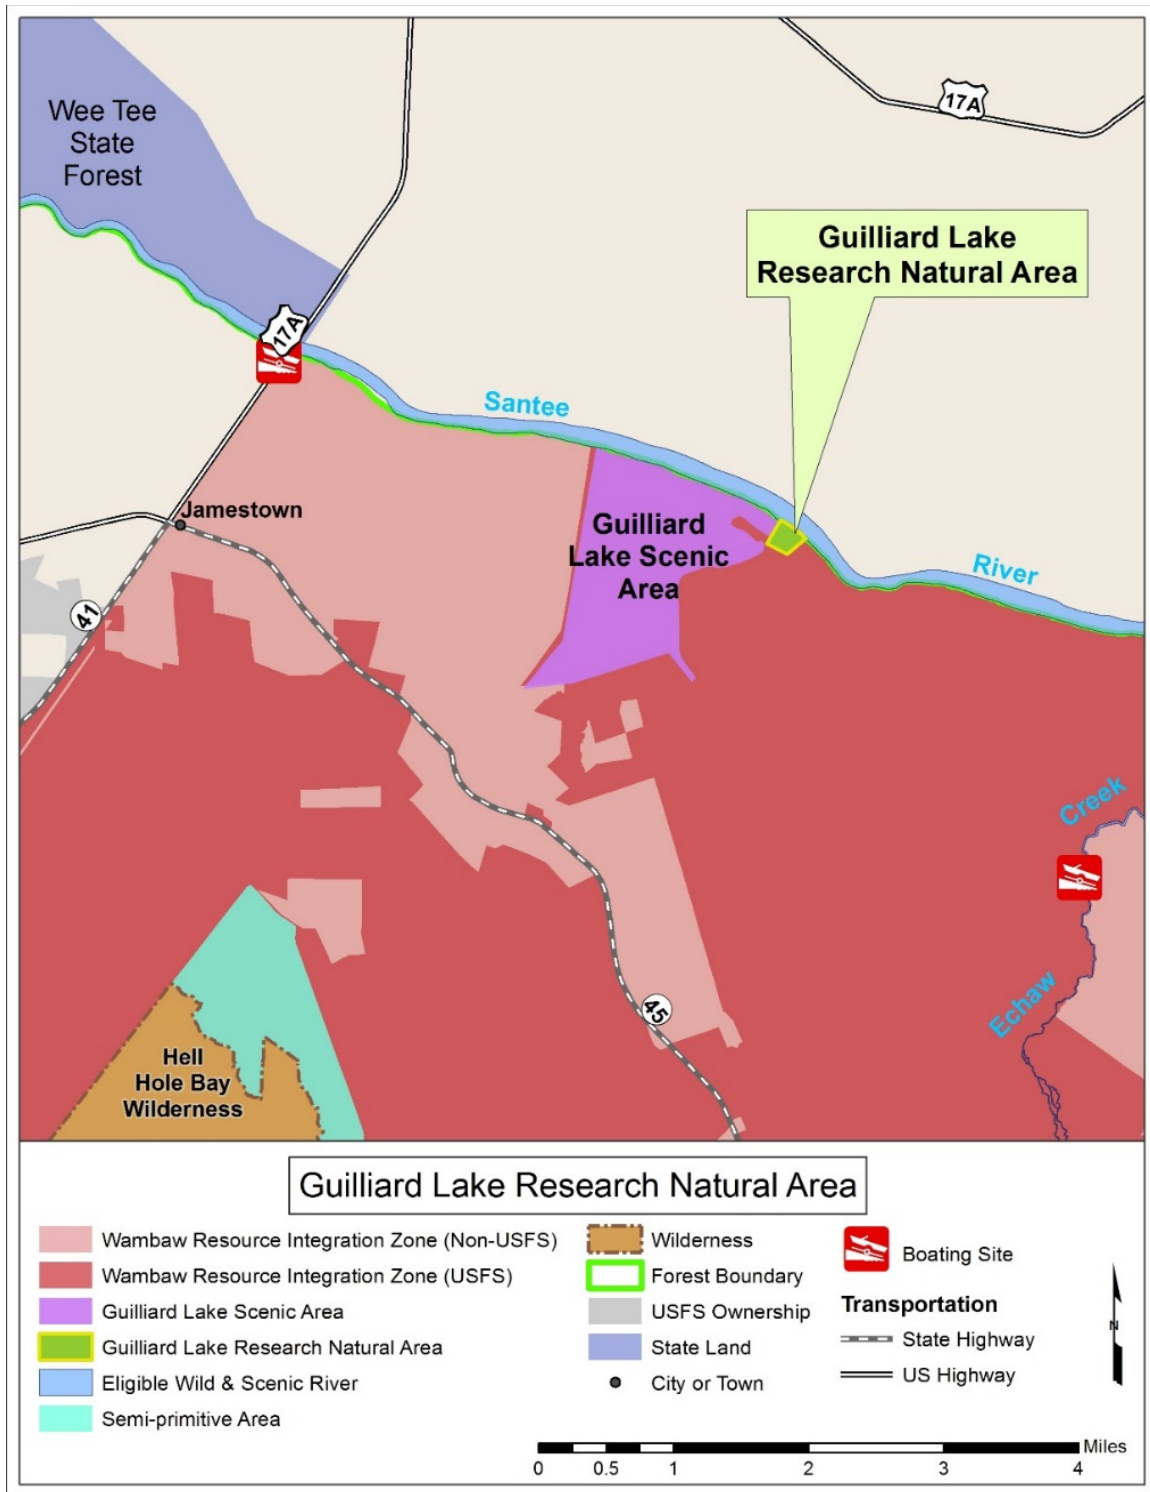 Wee Tee
State
Forest
17A
17A
Guilliard Lake
Research Natural Area
Santee
Jamestown
Guilliard
Lake Scenic
Area
River
41
Creek
Echaw
45
Hell
Hole Bay
Wilderness
Guilliard Lake Research Natural Area
Wambaw Resource Integration Zone (Non-USFS)
Wambaw Resource Integration Zone (USFS)
Guilliard Lake Scenic Area
Guilliard Lake Research Natural Area
Eligible Wild & Scenic River
Semi-primitive Area
Wilderness
Forest Boundary
USFS Ownership
State Land
City or Town
Boating Site
Transportation
State Highway
US Highway
N
Miles
0 0.5 1 2 3 4